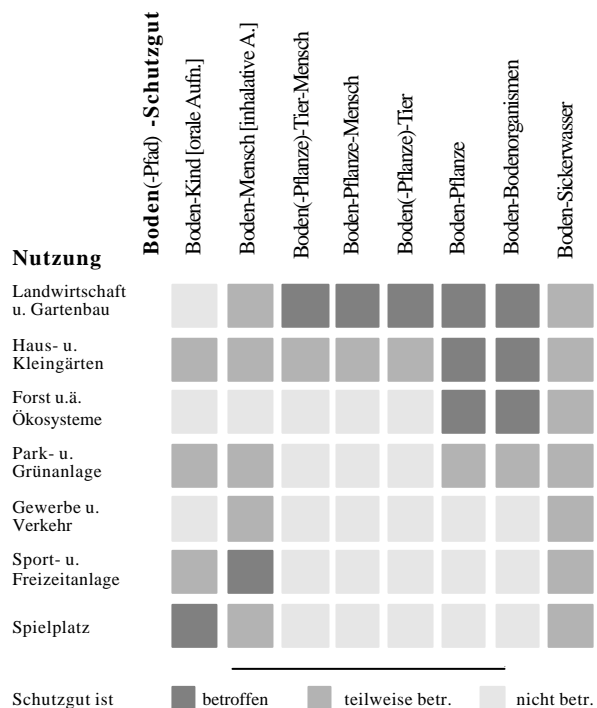 Boden(-Pfad) -Schutzgut
Boden-Kind [orale Aufn.]
Boden-Mensch [inhalative A.]
Boden(-Pflanze)-Tier-Mensch
Boden-Pflanze-Mensch
Boden(-Pflanze)-Tier
Boden-Pflanze
Boden-Bodenorganismen
Boden-Sickerwasser
Nutzung
Landwirtschaft
u. Gartenbau
Haus- u.
Kleingärten
Forst u.ä.
Ökosysteme
Park- u.
Grünanlage
Gewerbe u.
Verkehr
Sport- u.
Freizeitanlage
Spielplatz
Schutzgut ist betroffen teilweise betr. nicht betr.